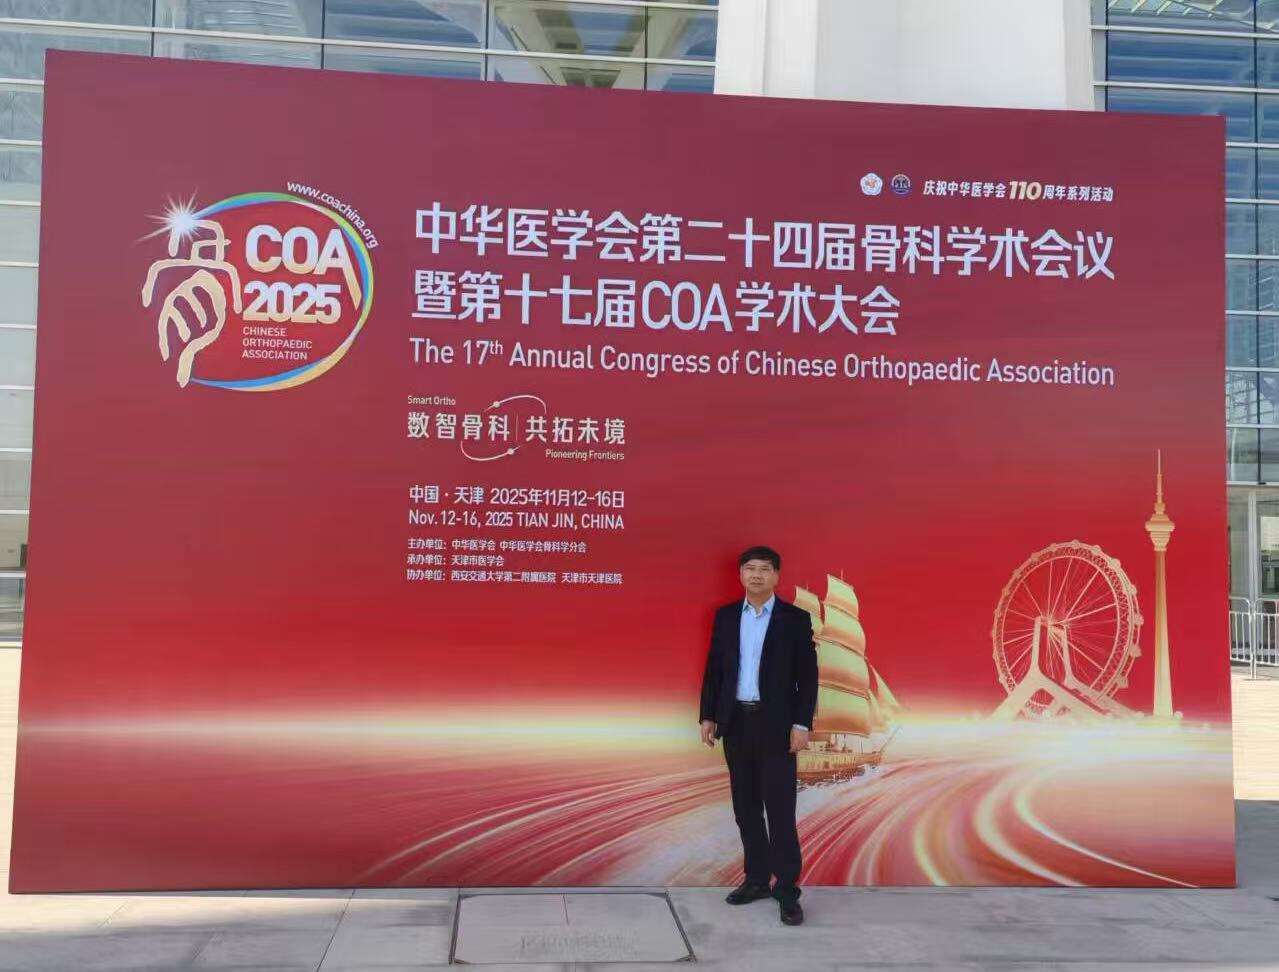 庆祝中华医学会110周年系列活动
www.coachina.org
骨
COA
2025
CHINESE
ORTHOPAEDIC
ASSOCIATION
中华医学会第二十四届骨科学术会议
暨第十七届COA学术大会
The 17th Annual Congress of Chinese Orthopaedic Association
Smart Ortho
数智骨科|共拓未境
Pioneering Frontiers
中国·天津 2025年11月12-16日
Nov. 12-16, 2025 TIAN JIN, CHINA
主办单位：中华医学会 中华医学会骨科学分会
承办单位：天津市医学会
协办单位：西安交通大学第二附属医院 天津市天津医院